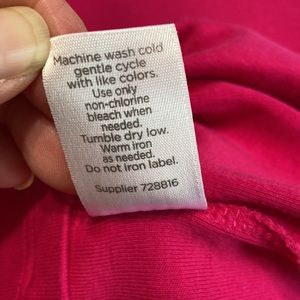 Machine wash cold
gentle cycle
with like colors.
Use only
non-chlorine
bleach when
needed.
Tumble dry low.
Warm iron
as needed.
Do not iron label.
Supplier 728816